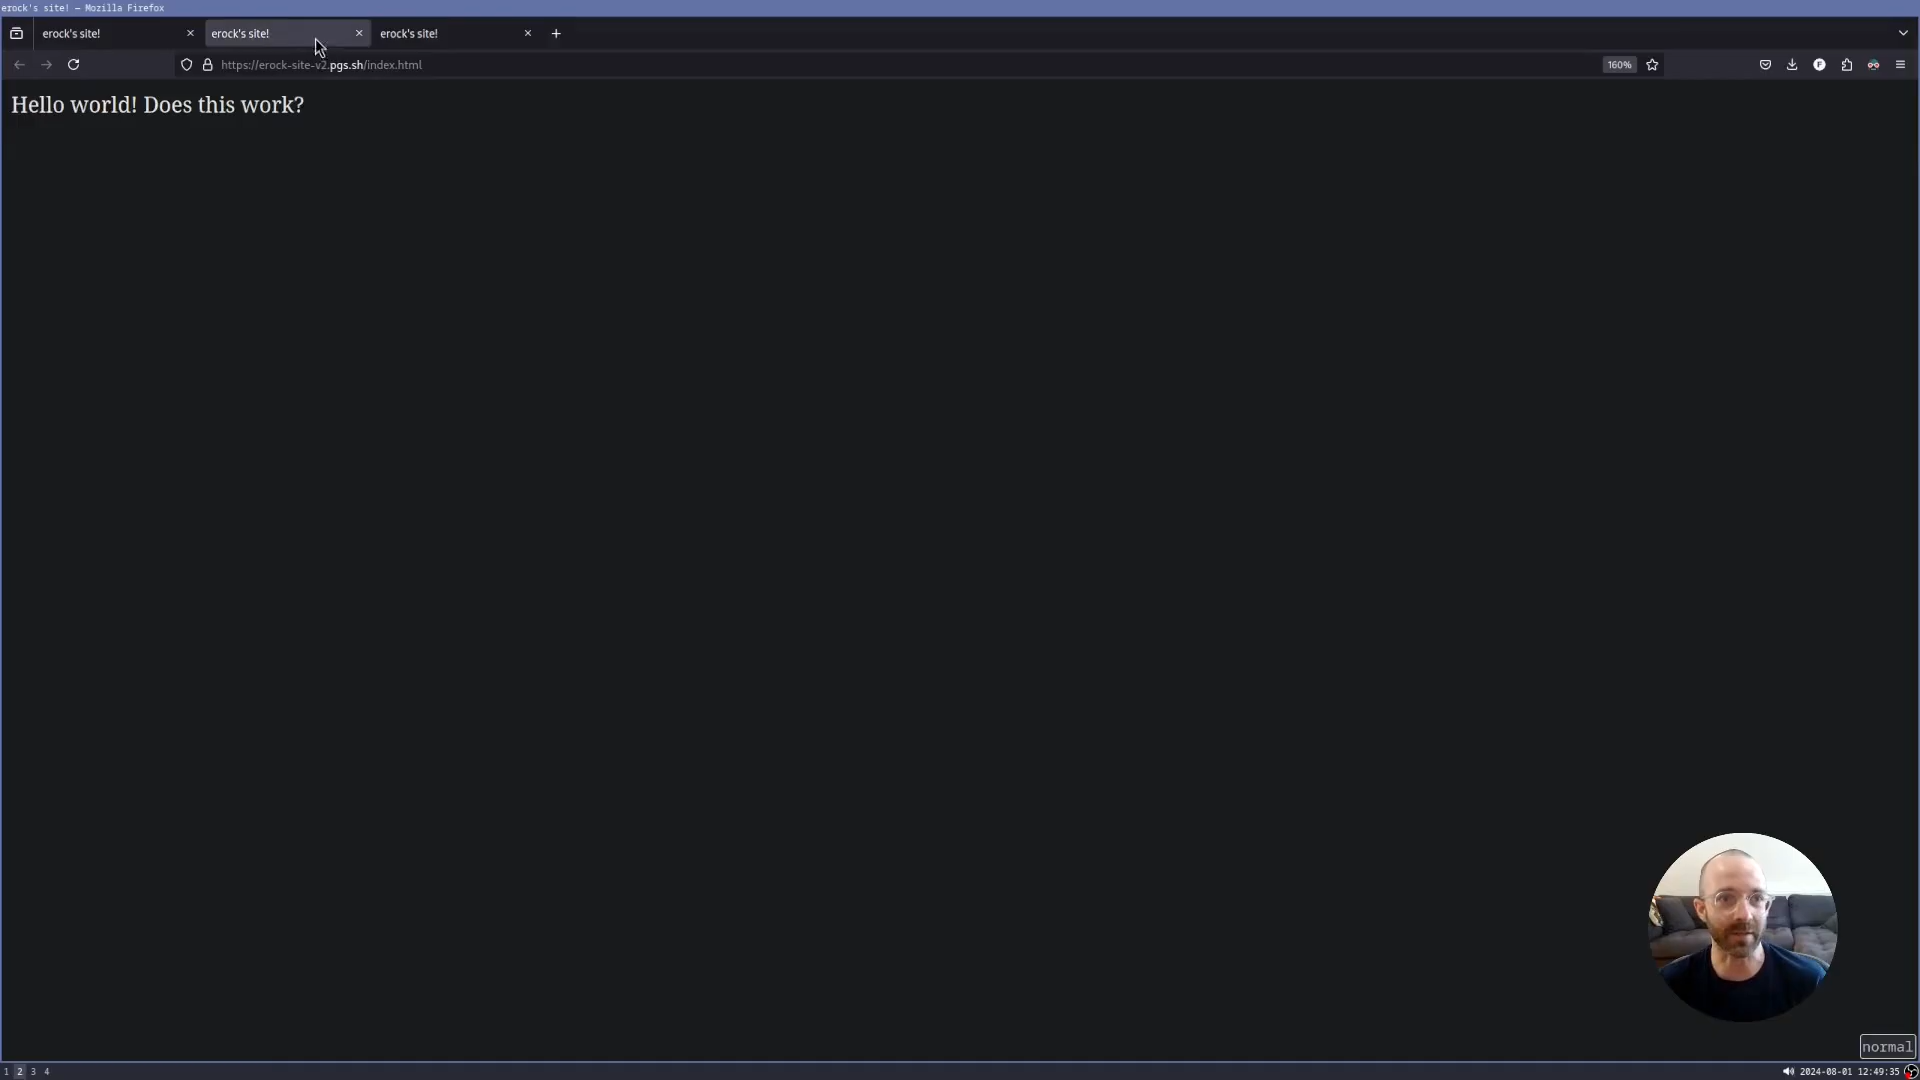 erock's site! — Mozilla Firefox
erock's site!
erock's site!
erock's site!
https://erock-site-v2.pgs.sh/index.html
160%
Hello world! Does this work?
normal
1 2 3 4
2024-08-01 12:49:35